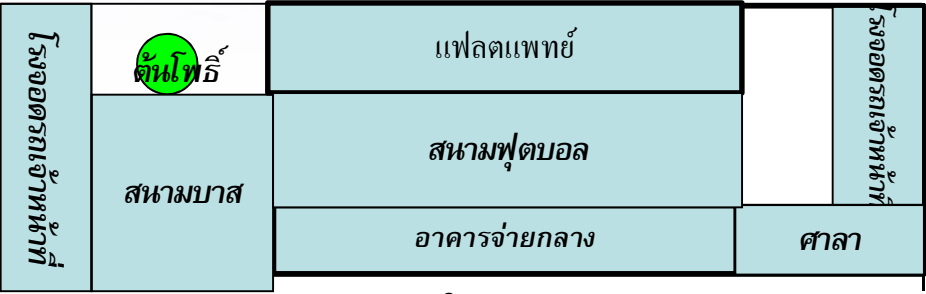 โรงจอดรถเจ้าหน้าที่
ต้นโพธิ์
แฟลตแพทย์
โรงจอดรถเจ้าหน้าที่
สนามบาส
สนามฟุตบอล
อาคารจ่ายกลาง
ศาลา